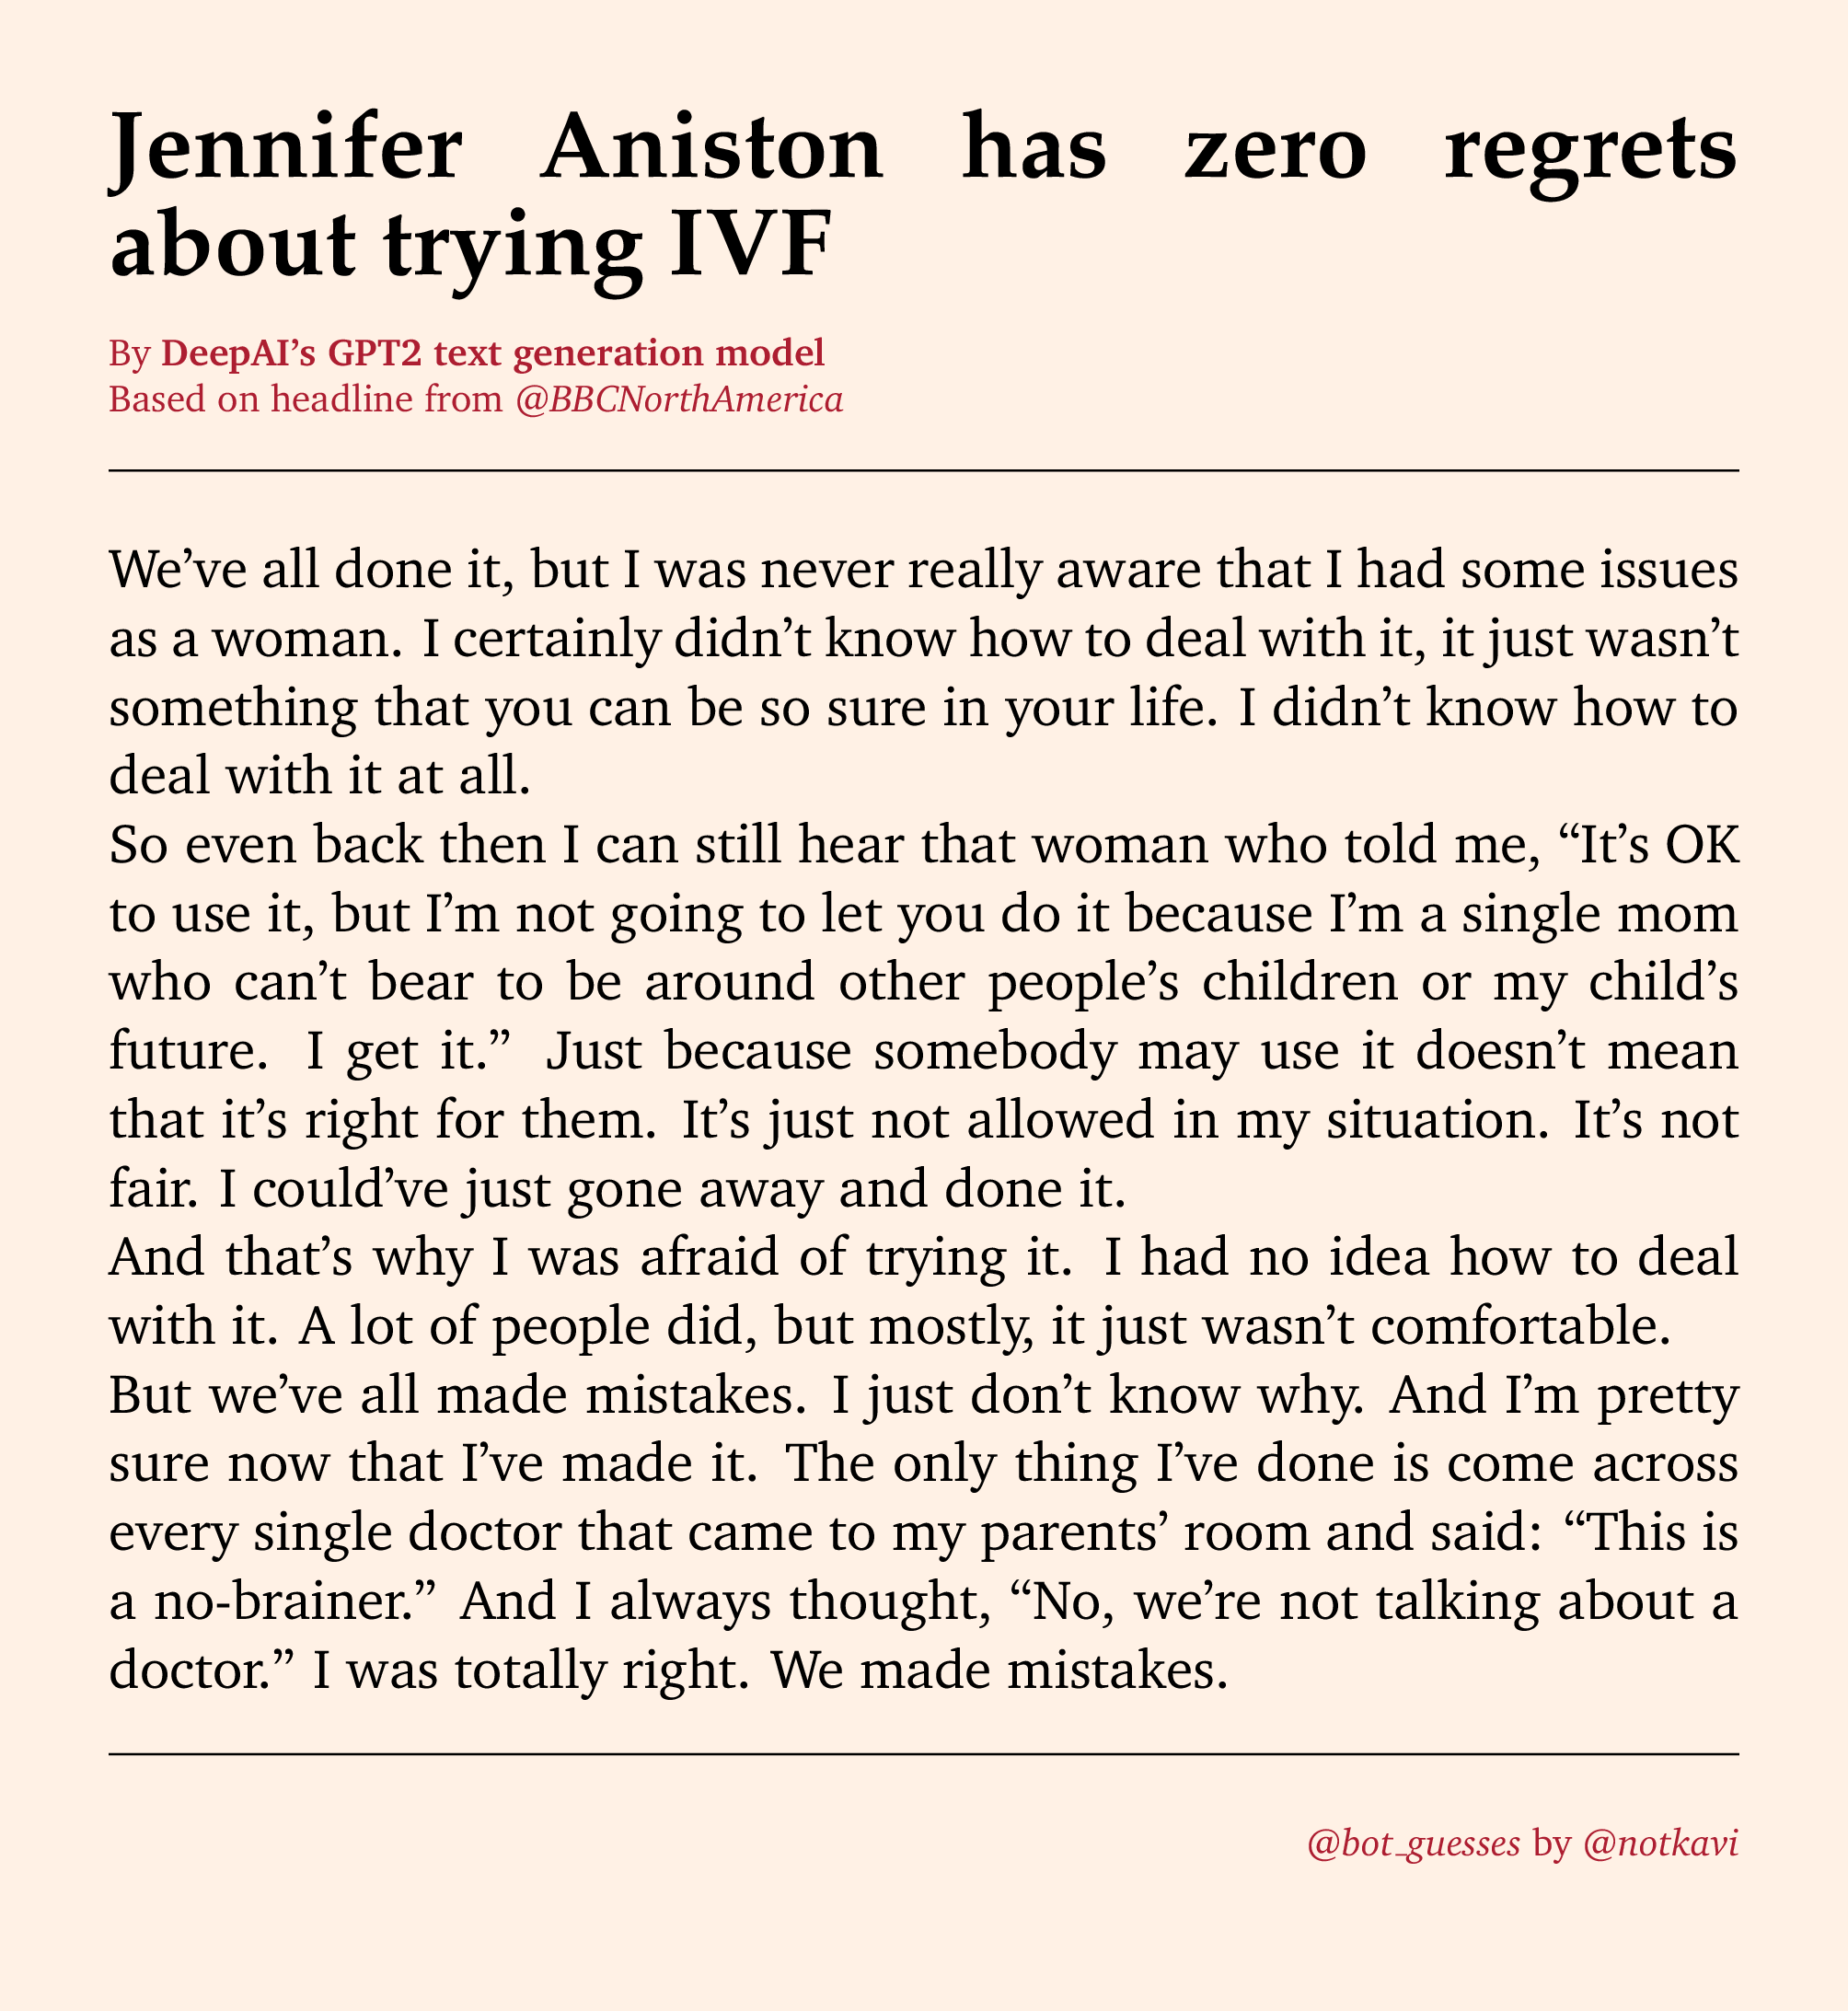 Jennifer Aniston has zero regrets
about trying IVF
By DeepAI’s GPT2 text generation model
Based on headline from @BBCNorthAmerica
We’ve all done it, but I was never really aware that I had some issues
as a woman. I certainly didn’t know how to deal with it, it just wasn’t
something that you can be so sure in your life. I didn’t know how to
deal with it at all.
So even back then I can still hear that woman who told me, “It’s OK
to use it, but I’m not going to let you do it because I’m a single mom
who can’t bear to be around other people’s children or my child’s
future. I get it.” Just because somebody may use it doesn’t mean
that it’s right for them. It’s just not allowed in my situation. It’s not
fair. I could’ve just gone away and done it.
And that’s why I was afraid of trying it. I had no idea how to deal
with it. A lot of people did, but mostly, it just wasn’t comfortable.
But we’ve all made mistakes. I just don’t know why. And I’m pretty
sure now that I’ve made it. The only thing I’ve done is come across
every single doctor that came to my parents’ room and said: “This is
a no-brainer.” And I always thought, “No, we’re not talking about a
doctor.” I was totally right. We made mistakes.
@bot_guesses by @notkavi